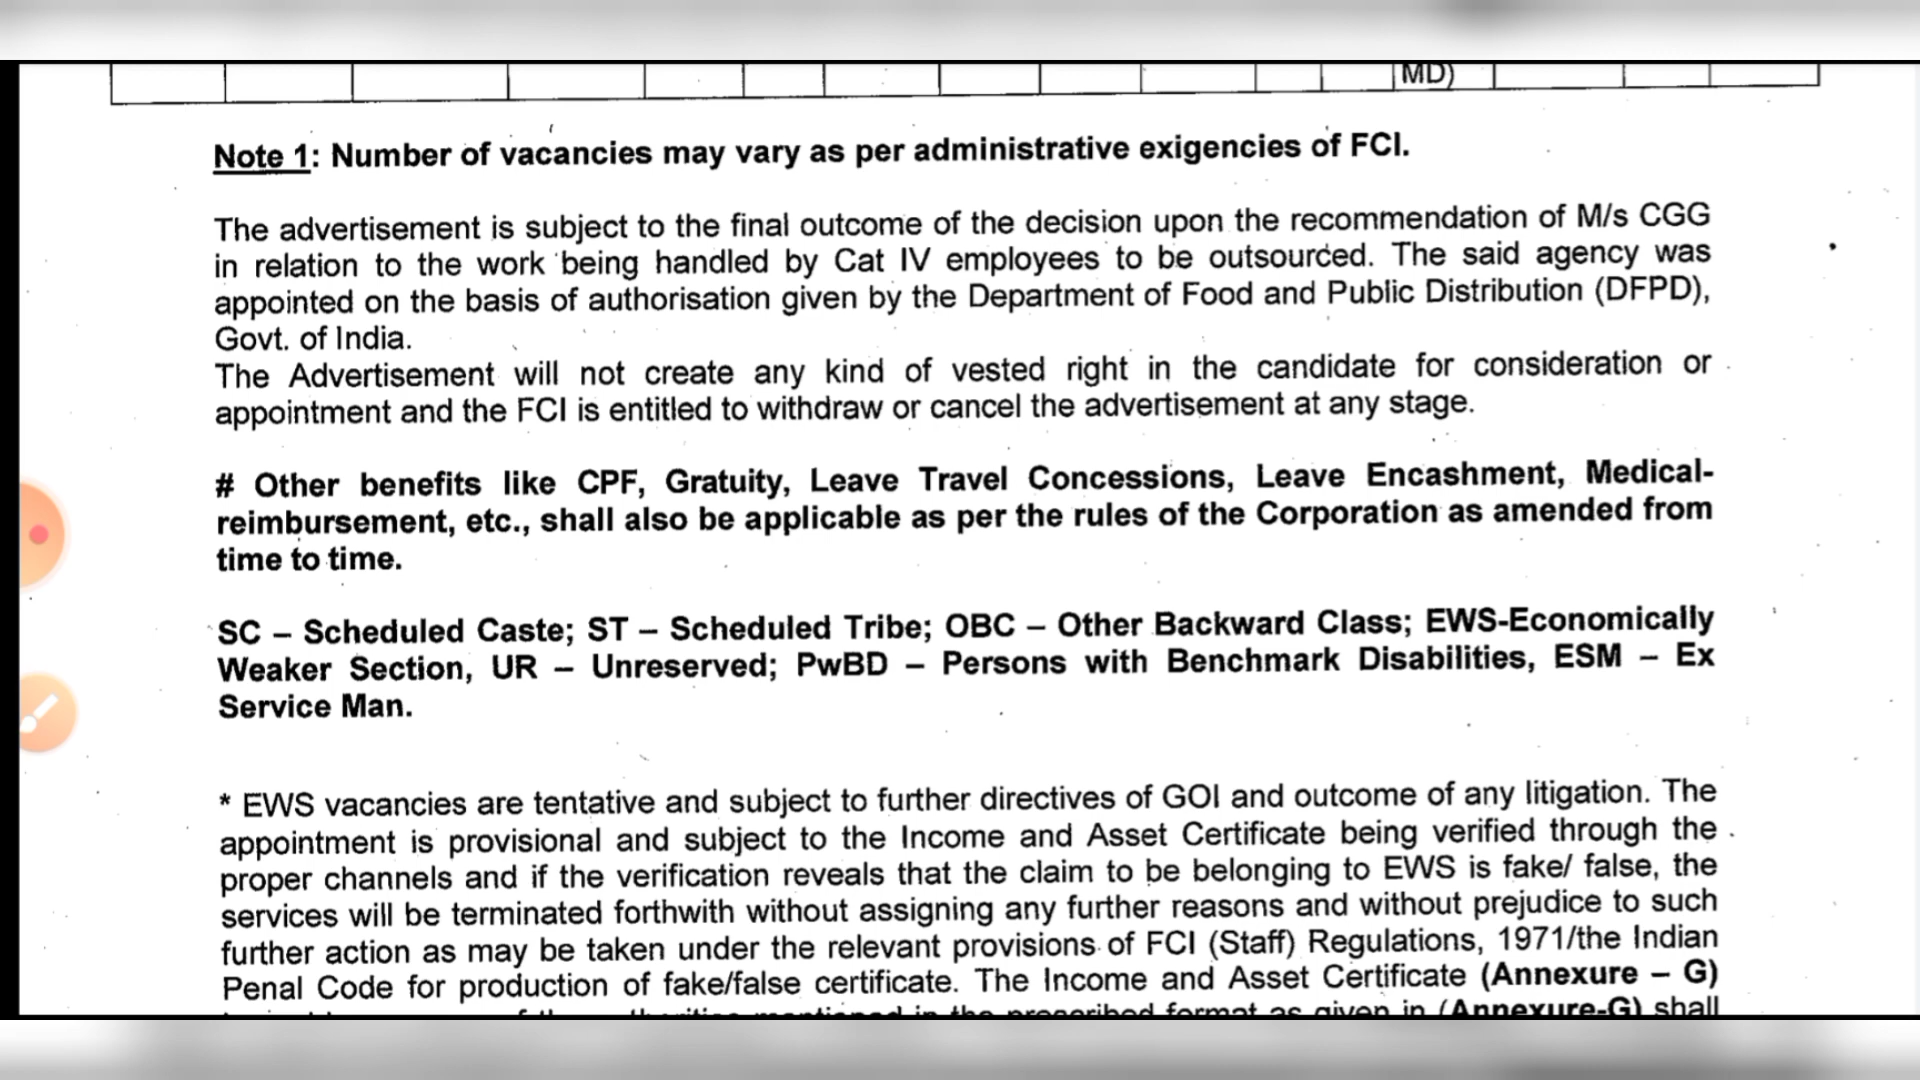 MD)
Note 1: Number of vacancies may vary as per administrative exigencies of FCI.
The advertisement is subject to the final outcome of the decision upon the recommendation of M/s CGG
in relation to the work being handled by Cat IV employees to be outsourced. The said agency was
appointed on the basis of authorisation given by the Department of Food and Public Distribution (DFPD),
Govt. of India.
The Advertisement will not create any kind of vested right in the candidate for consideration or
appointment and the FCI is entitled to withdraw or cancel the advertisement at any stage.
# Other benefits like CPF, Gratuity, Leave Travel Concessions, Leave Encashment, Medical-
reimbursement, etc., shall also be applicable as per the rules of the Corporation as amended from
time to time.
SC – Scheduled Caste; ST – Scheduled Tribe; OBC – Other Backward Class; EWS-Economically
Weaker Section, UR – Unreserved; PwBD – Persons with Benchmark Disabilities, ESM – Ex
Service Man.
* EWS vacancies are tentative and subject to further directives of GOI and outcome of any litigation. The
appointment is provisional and subject to the Income and Asset Certificate being verified through the
proper channels and if the verification reveals that the claim to be belonging to EWS is fake/ false, the
services will be terminated forthwith without assigning any further reasons and without prejudice to such
further action as may be taken under the relevant provisions of FCI (Staff) Regulations, 1971/the Indian
Penal Code for production of fake/false certificate. The Income and Asset Certificate (Annexure – G)
mentioned in the prescribed format as given in (Annexure-G) shall